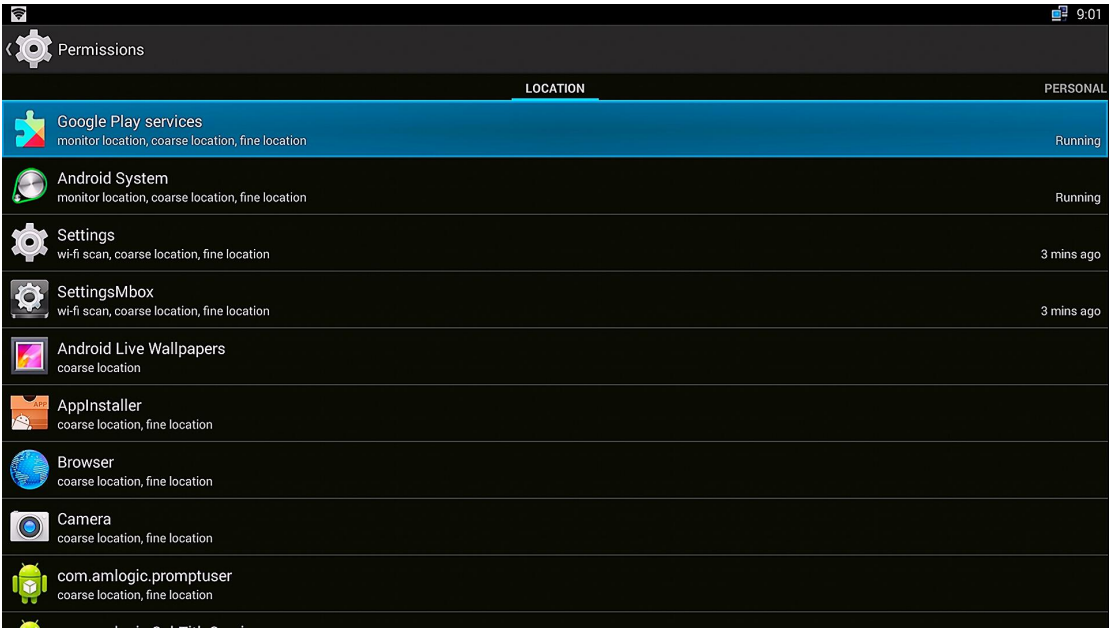 9:01
Permissions
LOCATION
PERSONAL
Google Play services
monitor location, coarse location, fine location
Running
Android System
monitor location, coarse location, fine location
Running
Settings
wi-fi scan, coarse location, fine location
3 mins ago
SettingsMbox
wi-fi scan, coarse location, fine location
3 mins ago
Android Live Wallpapers
coarse location
APP
AppInstaller
coarse location, fine location
Browser
coarse location, fine location
Camera
coarse location, fine location
com.amlogic.promptuser
coarse location, fine location